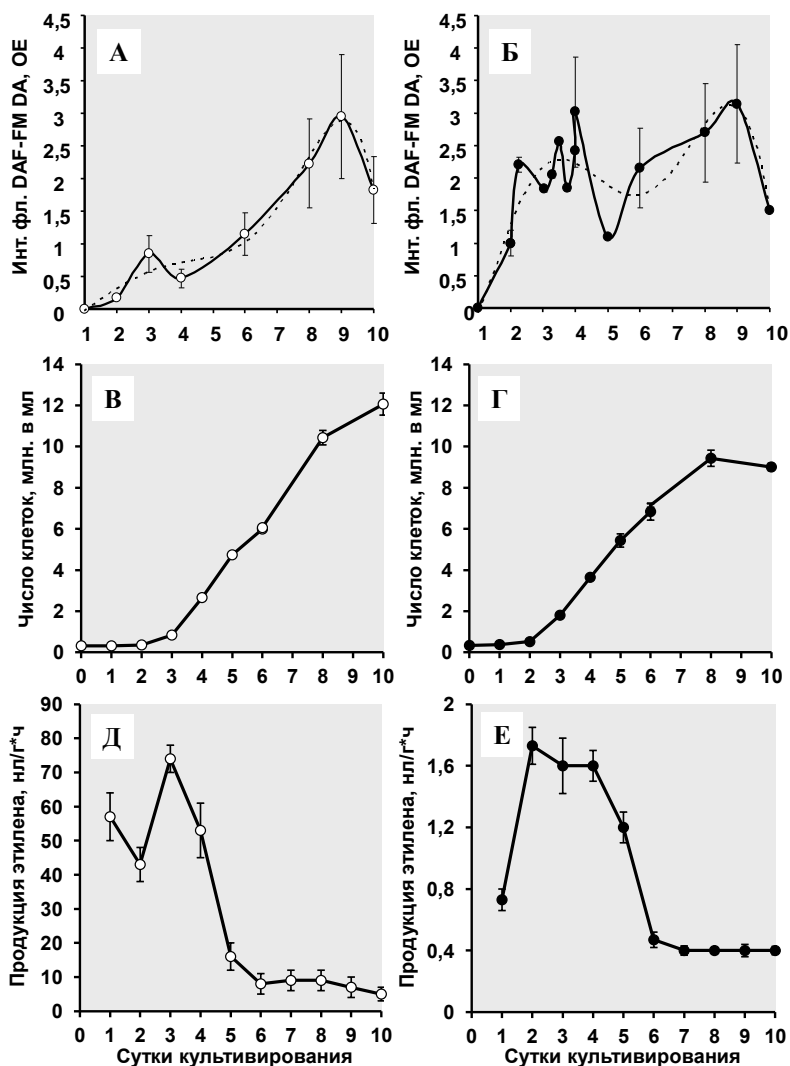 Инт. фл. DAF-FM DA, ОЕ
4,5
4
3,5
3
2,5
2
1,5
1
0,5
0
А
1 2 3 4 5 6 7 8 9 10
Инт. фл. DAF-FM DA, ОЕ
4,5
4
3,5
3
2,5
2
1,5
1
0,5
0
Б
1 2 3 4 5 6 7 8 9 10
Число клеток, млн. в мл
14
12
10
8
6
4
2
0
В
0 1 2 3 4 5 6 7 8 9 10
Число клеток, млн. в мл
14
12
10
8
6
4
2
0
Г
0 1 2 3 4 5 6 7 8 9 10
Продукция этилена, нл/г*ч
90
80
70
60
50
40
30
20
10
0
Д
0 1 2 3 4 5 6 7 8 9 10
Сутки культивирования
Продукция этилена, нл/г*ч
2
1,6
1,2
0,8
0,4
0
Е
0 1 2 3 4 5 6 7 8 9 10
Сутки культивирования